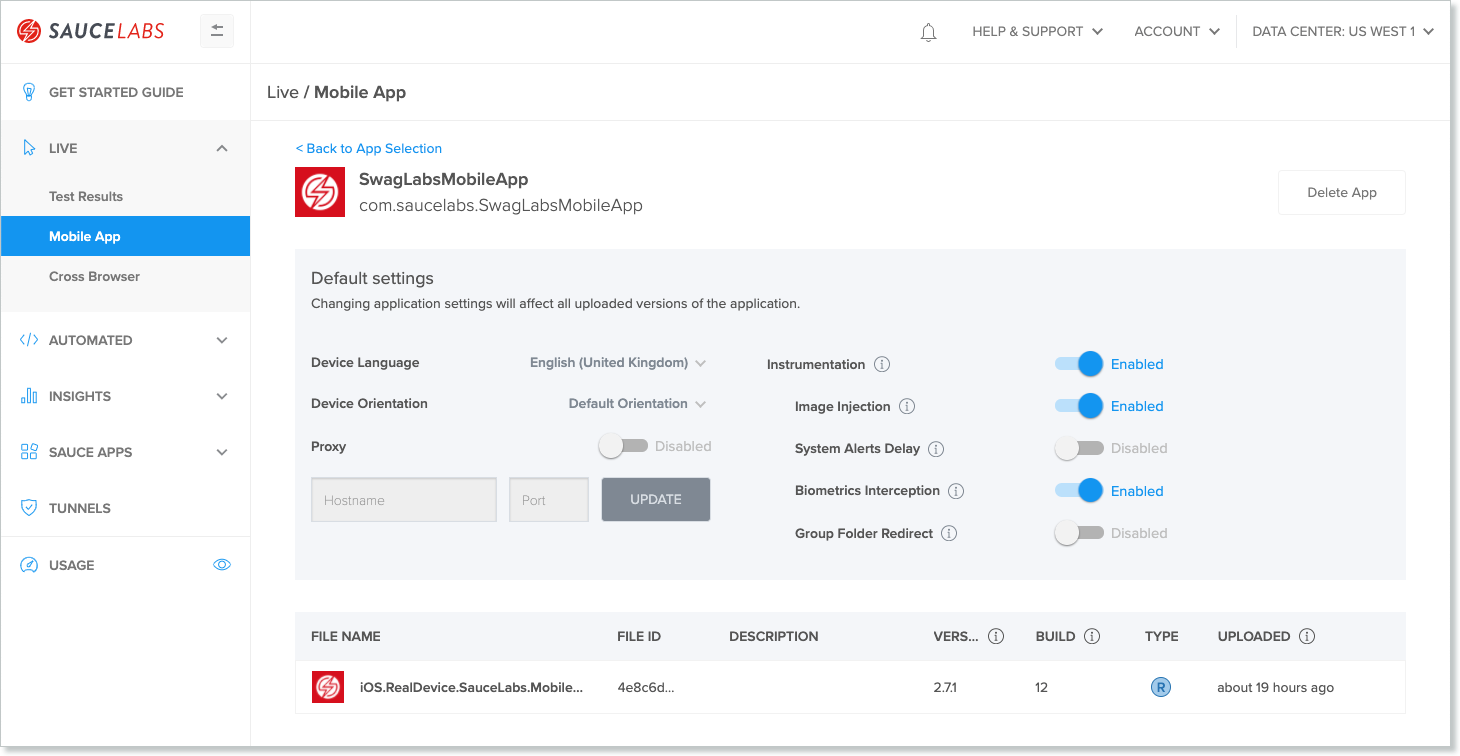 SAUCELABS
HELP & SUPPORT
ACCOUNT
DATA CENTER: US WEST 1
GET STARTED GUIDE
LIVE
Test Results
Mobile App
Cross Browser
AUTOMATED
INSIGHTS
SAUCE APPS
TUNNELS
USAGE
Live / Mobile App
< Back to App Selection
SwagLabsMobileApp
com.saucelabs.SwagLabsMobileApp
Delete App
Default settings
Changing application settings will affect all uploaded versions of the application.
Device Language English (United Kingdom)
Device Orientation Default Orientation
Proxy Disabled
Hostname Port UPDATE
Instrumentation i Enabled
Image Injection i Enabled
System Alerts Delay i Disabled
Biometrics Interception i Enabled
Group Folder Redirect i Disabled
FILE NAME FILE ID DESCRIPTION VERS... i BUILD i TYPE UPLOADED i
iOS.RealDevice.SauceLabs.Mobile... 4e8c6d... 2.7.1 12 R about 19 hours ago